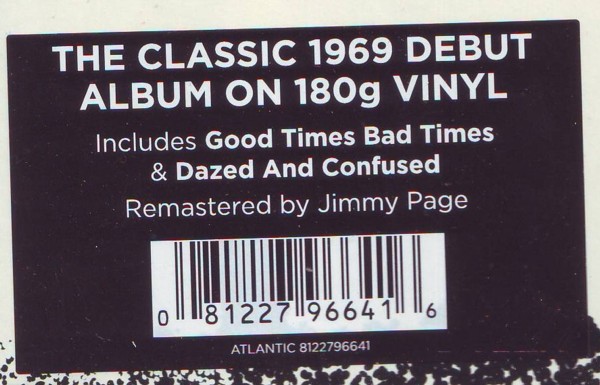 THE CLASSIC 1969 DEBUT
ALBUM ON 180g VINYL
Includes Good Times Bad Times
& Dazed And Confused
Remastered by Jimmy Page
0 81227 96641 6
ATLANTIC 8122796641